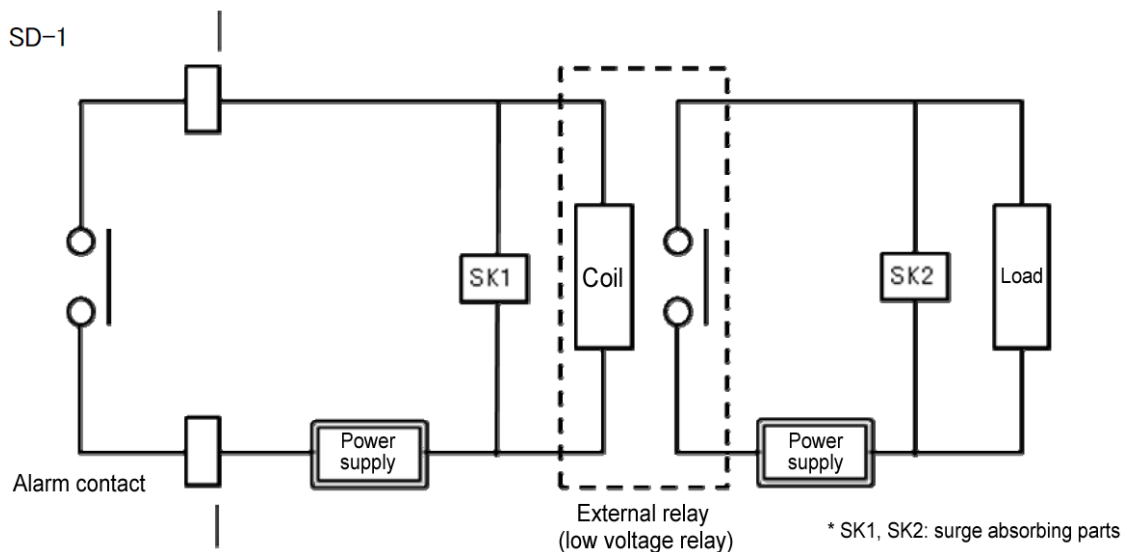 SD-1
SK1
Coil
SK2
Load
Power
supply
Power
supply
Alarm contact
External relay
(low voltage relay)
* SK1, SK2: surge absorbing parts